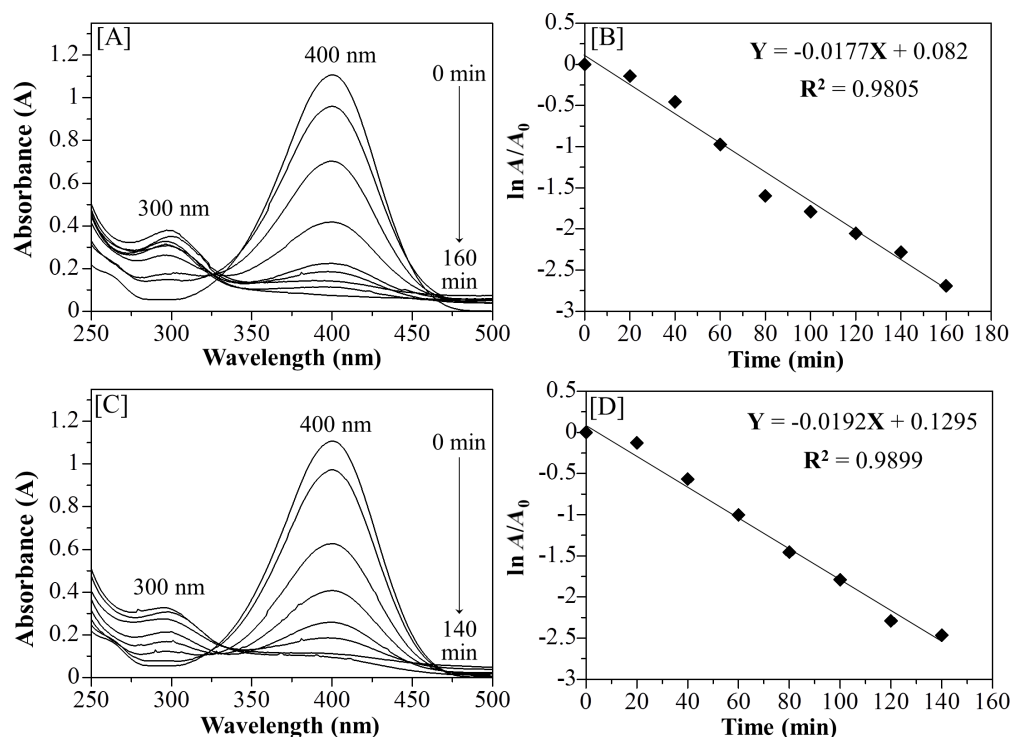 [A]
400 nm
0 min
300 nm
160
min
1.2
1
0.8
0.6
0.4
0.2
0
250
300
350
400
450
500
Absorbance (A)
Wavelength (nm)
[B]
Y = -0.0177X + 0.082
R² = 0.9805
0.5
0
-0.5
-1
-1.5
-2
-2.5
-3
0
20
40
60
80
100
120
140
160
180
ln A/A₀
Time (min)
[C]
400 nm
0 min
300 nm
140
min
1.2
1
0.8
0.6
0.4
0.2
0
250
300
350
400
450
500
Absorbance (A)
Wavelength (nm)
[D]
Y = -0.0192X + 0.1295
R² = 0.9899
0.5
0
-0.5
-1
-1.5
-2
-2.5
-3
0
20
40
60
80
100
120
140
160
ln A/A₀
Time (min)